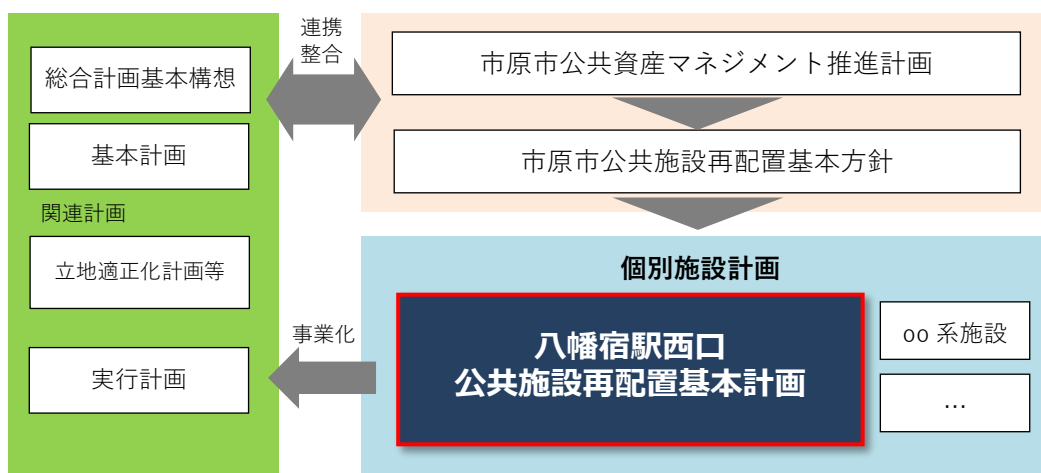 総合計画基本構想
基本計画
関連計画
立地適正化計画等
実行計画
連携
整合
事業化
市原市公共資産マネジメント推進計画
市原市公共施設再配置基本方針
個別施設計画
八幡宿駅西口
公共施設再配置基本計画
oo 系施設
…